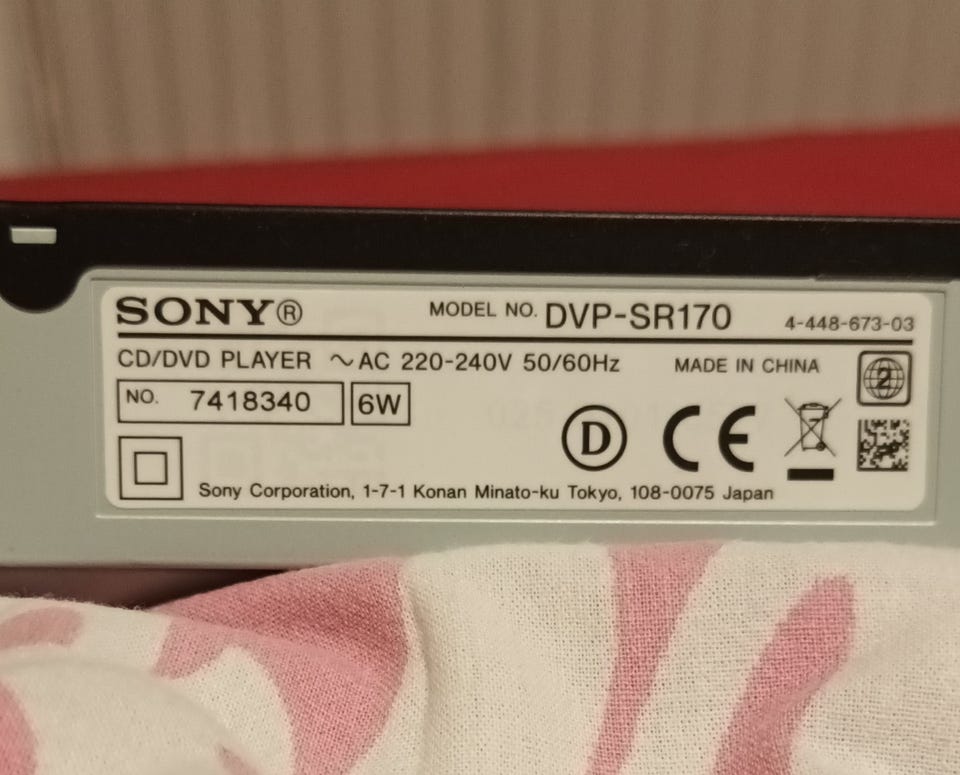 SONY®
MODEL NO. DVP-SR170
4-448-673-03
CD/DVD PLAYER ~ AC 220-240V 50/60Hz
MADE IN CHINA
2
NO. 7418340
6W
D
CE
Sony Corporation, 1-7-1 Konan Minato-ku Tokyo, 108-0075 Japan